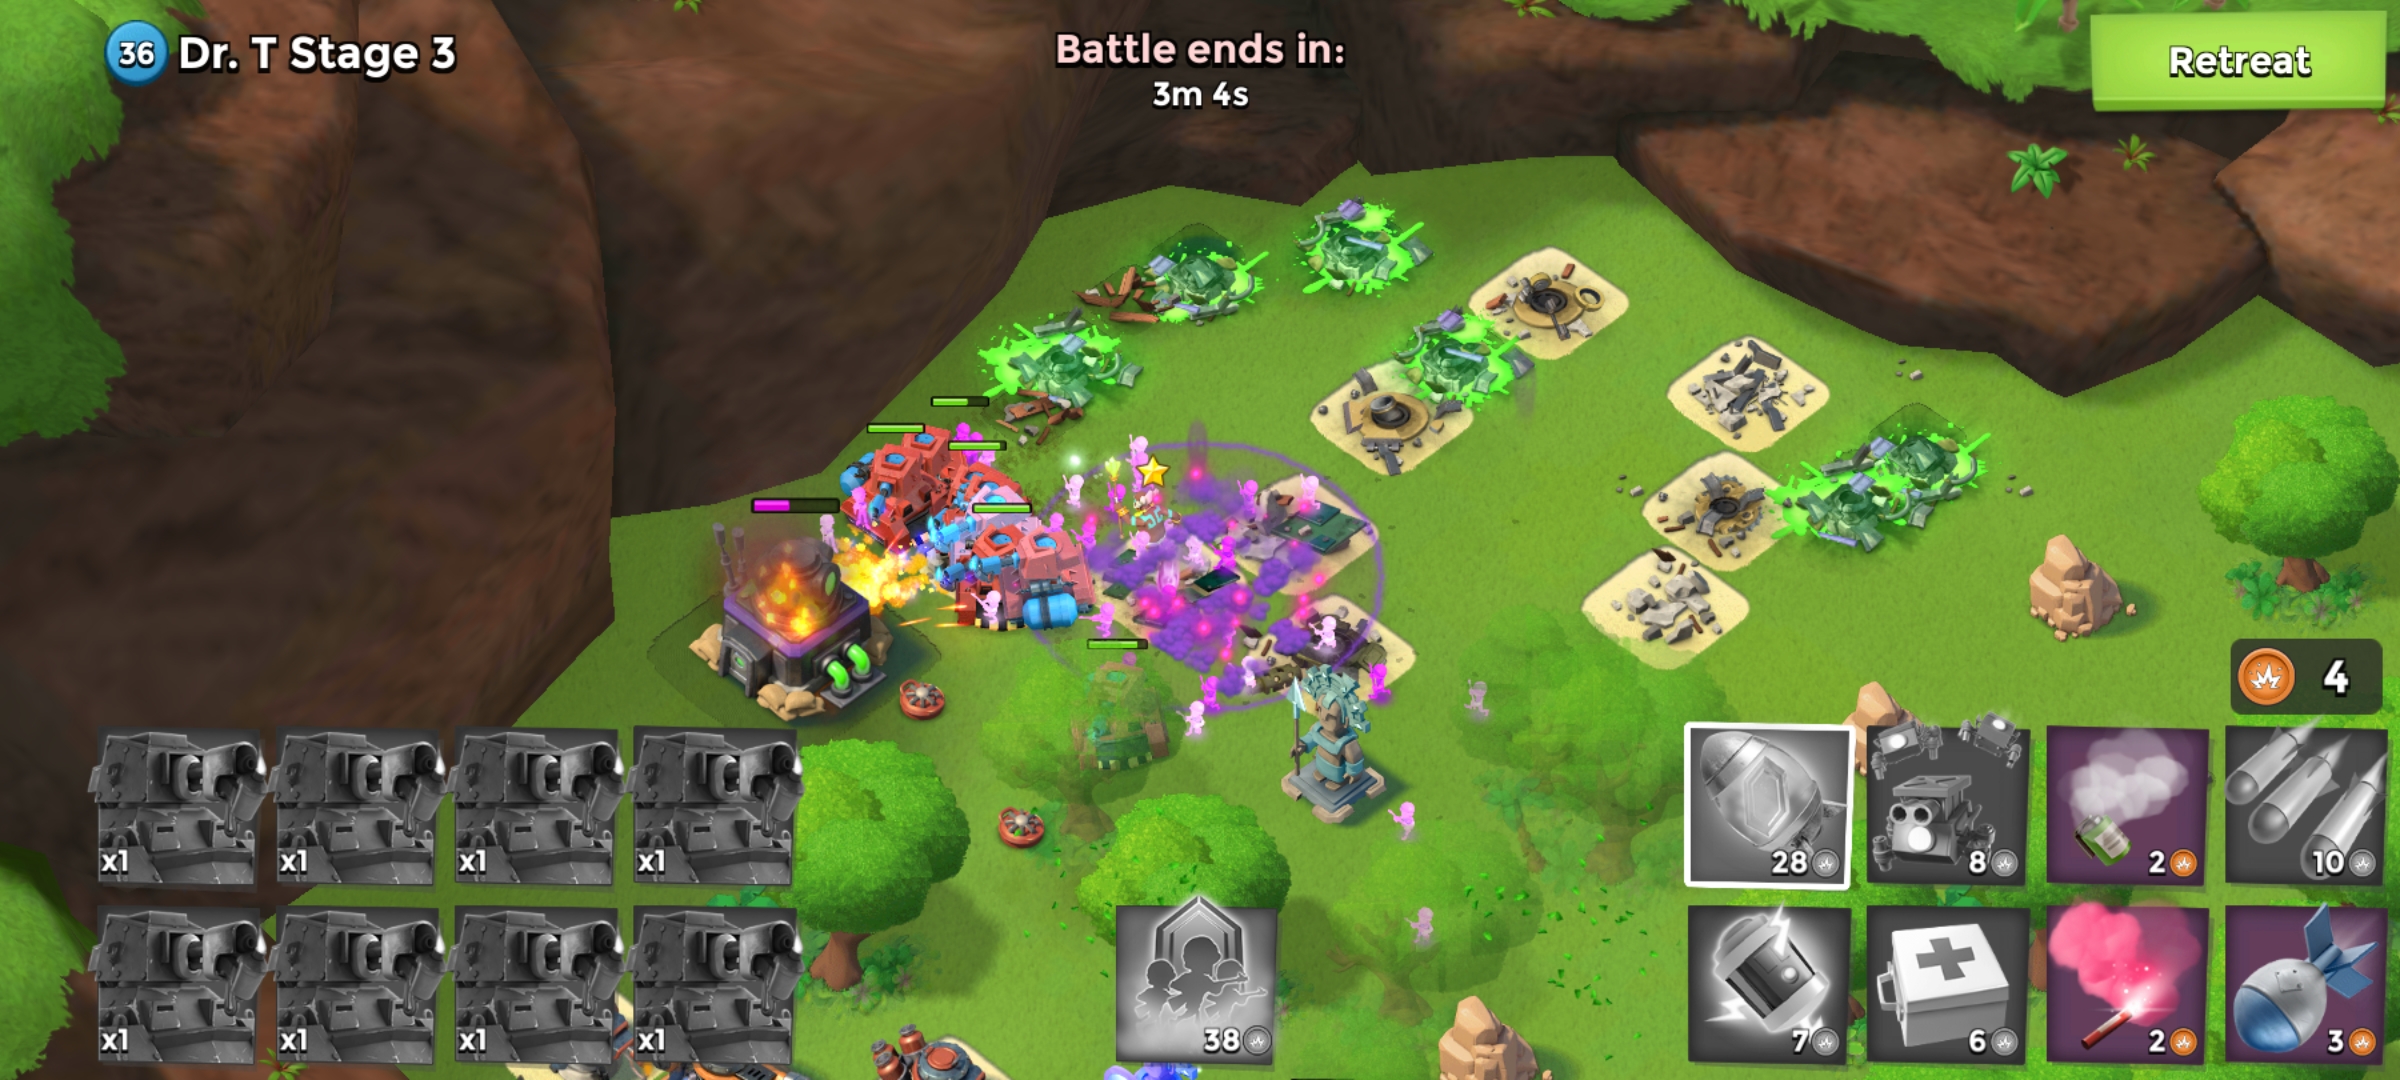 36 Dr. T Stage 3
Battle ends in:
3m 4s
Retreat
4
x1 x1 x1 x1
28 8 2 10
x1 x1 x1 x1
38
7 6 2 3